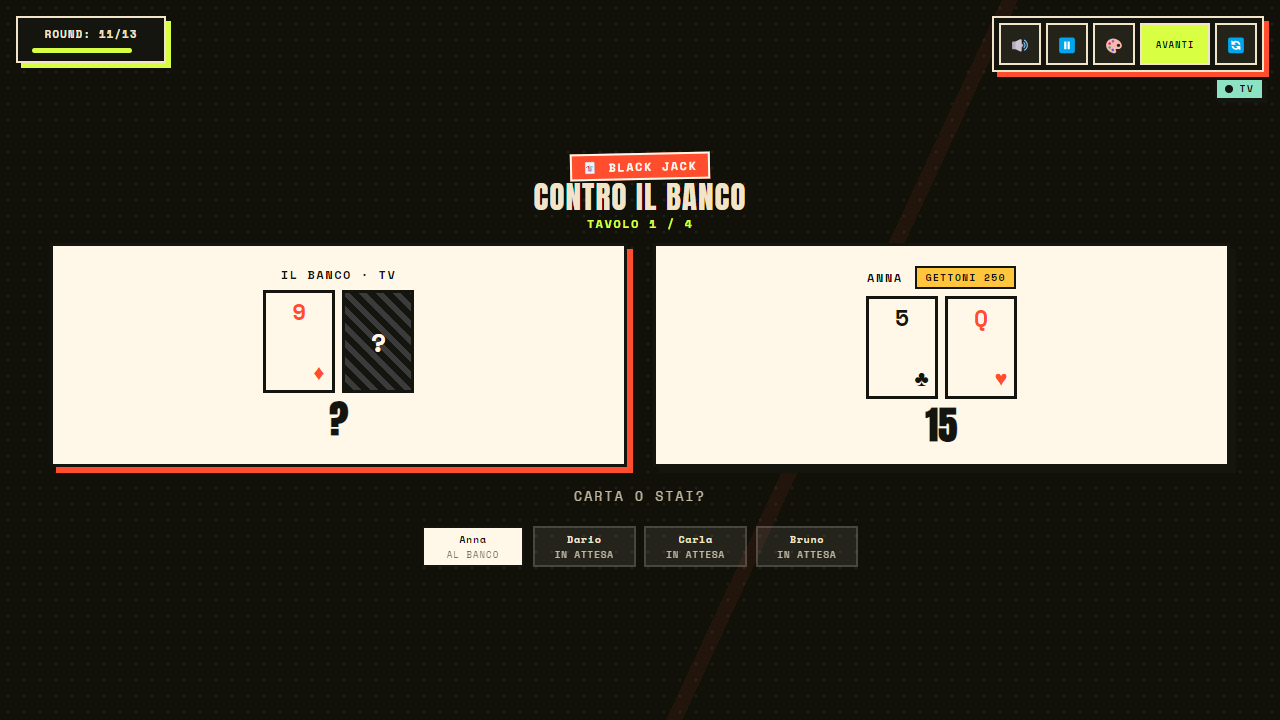 ROUND: 11/13
AVANTI
TV
BLACK JACK
CONTRO IL BANCO
TAVOLO 1 / 4
IL BANCO · TV
9
♦
?
?
ANNA
GETTONI 250
5
♣
Q
♥
15
CARTA O STAI?
Anna
AL BANCO
Dario
IN ATTESA
Carla
IN ATTESA
Bruno
IN ATTESA